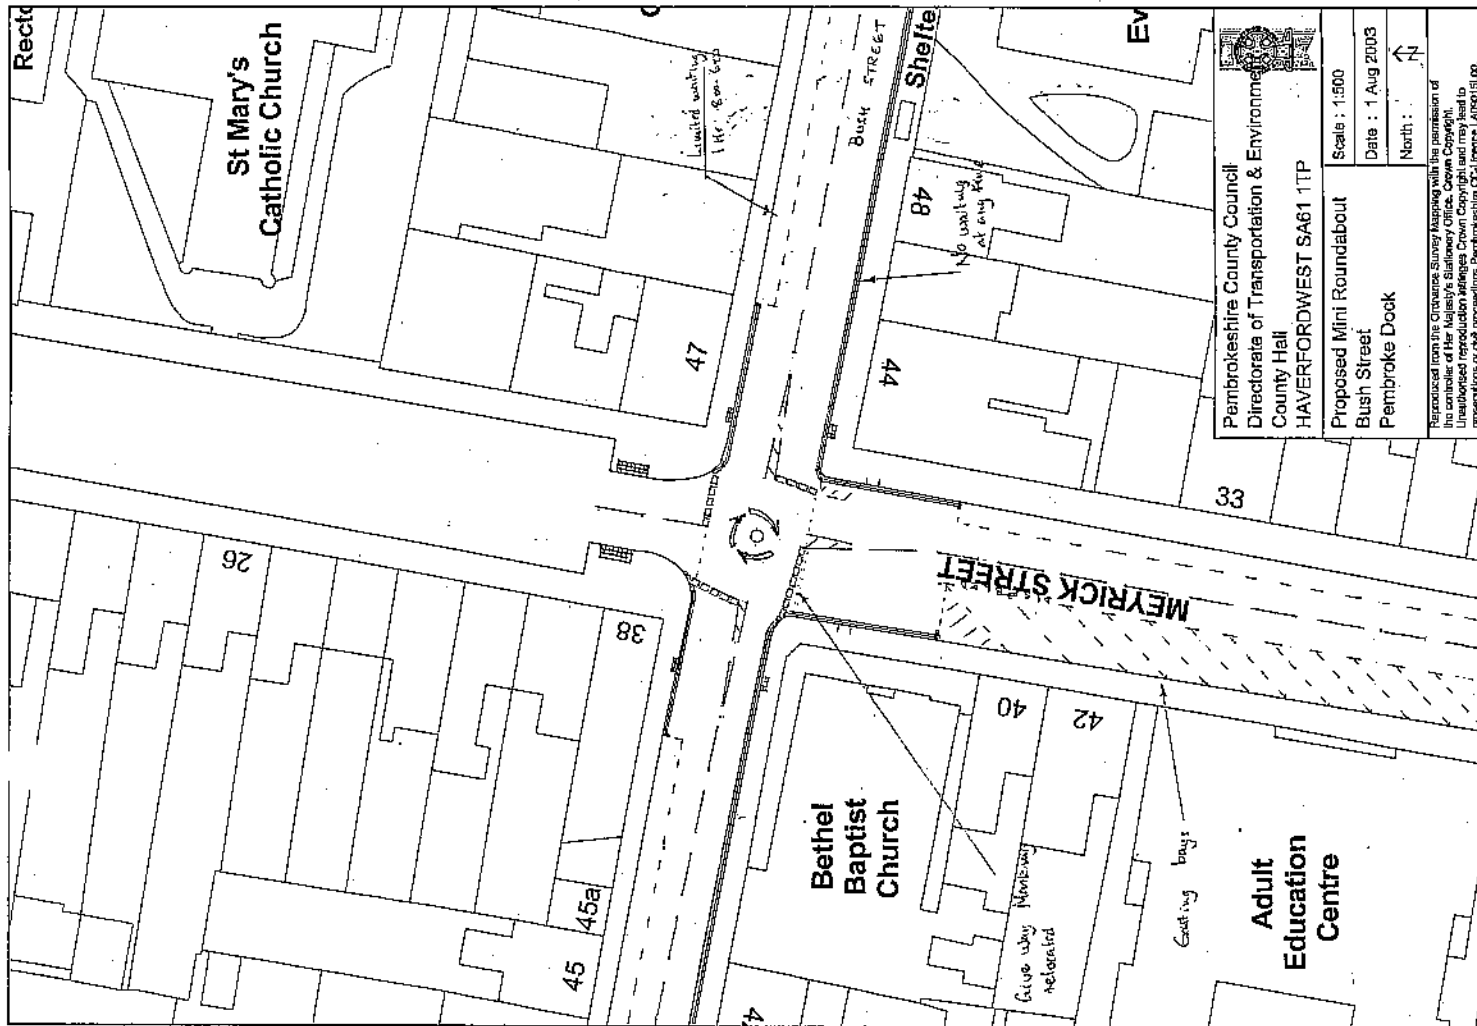 Recto
St Mary's
Catholic Church
Limited waiting
1 Hr 8am-6pm
BUSH STREET
Shelte
Ev
No waiting
at any time
48
47
44
33
26
38
MEYRICK STREET
40
42
45a
45
Bethel
Baptist
Church
Give way Markings
relocated
Existing bays
Adult
Education
Centre
Pembrokeshire County Council
Directorate of Transportation & Environment
County Hall
HAVERFORDWEST SA61 1TP
Proposed Mini Roundabout
Bush Street
Pembroke Dock
Scale : 1:500
Date : 1 Aug 2003
North :
N
Reproduced from the Ordnance Survey Mapping with the permission of
the controller of Her Majesty's Stationery Office. Crown Copyright.
Unauthorised reproduction infringes Crown Copyright and may lead to